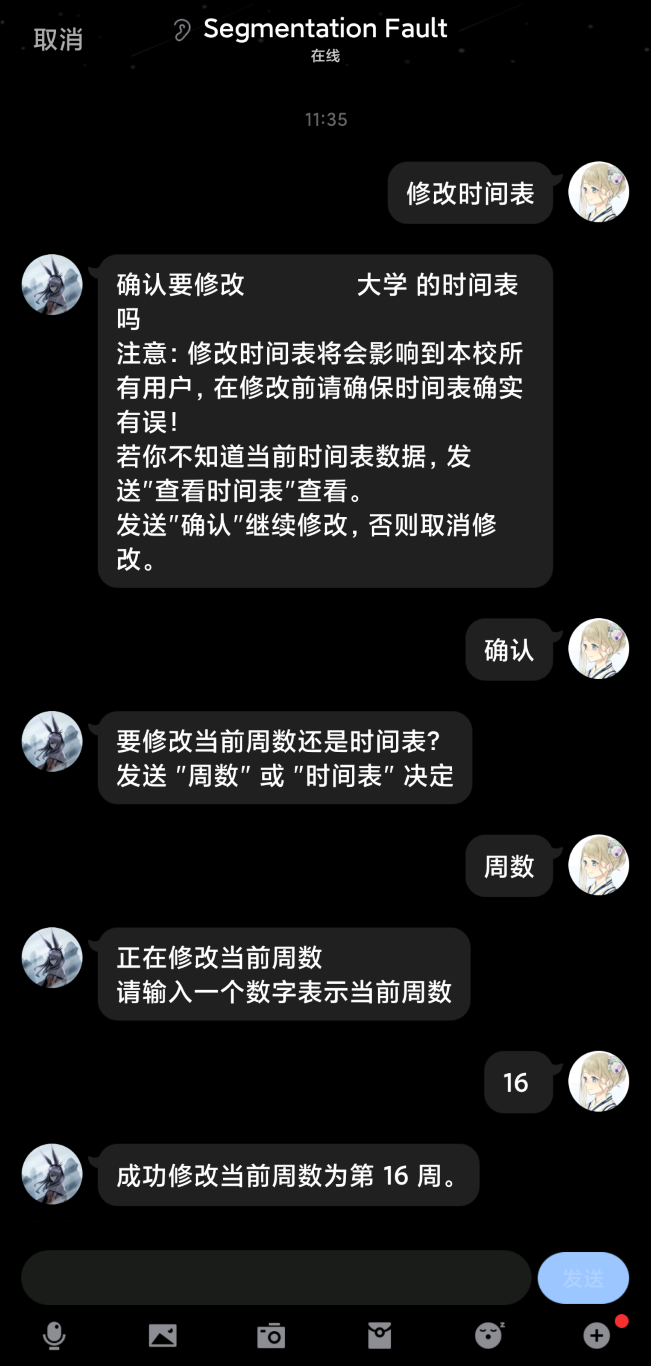 取消
Segmentation Fault
在线
11:35
修改时间表
确认要修改 大学 的时间表
吗
注意：修改时间表将会影响到本校所
有用户，在修改前请确保时间表确实
有误！
若你不知道当前时间表数据，发
送"查看时间表"查看。
发送"确认"继续修改，否则取消修
改。
确认
要修改当前周数还是时间表？
发送 "周数" 或 "时间表" 决定
周数
正在修改当前周数
请输入一个数字表示当前周数
16
成功修改当前周数为第 16 周。
发送